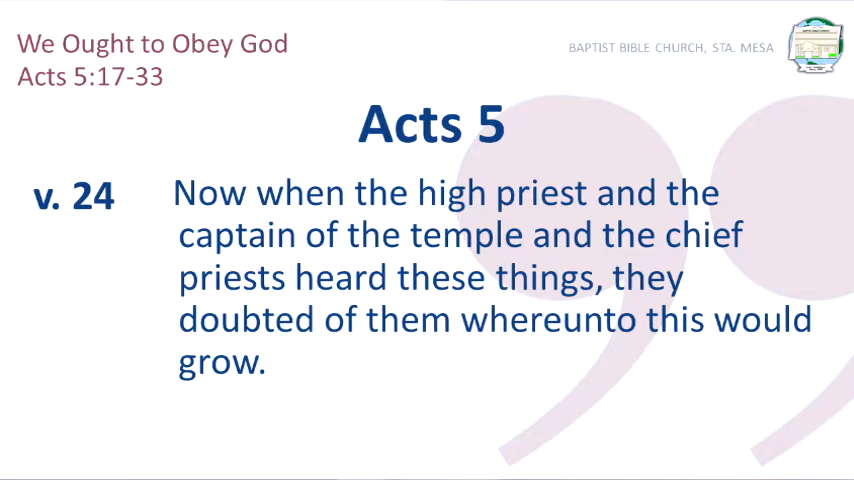 We Ought to Obey God
Acts 5:17-33
BAPTIST BIBLE CHURCH, STA. MESA
Acts 5
v. 24
Now when the high priest and the
captain of the temple and the chief
priests heard these things, they
doubted of them whereunto this would
grow.